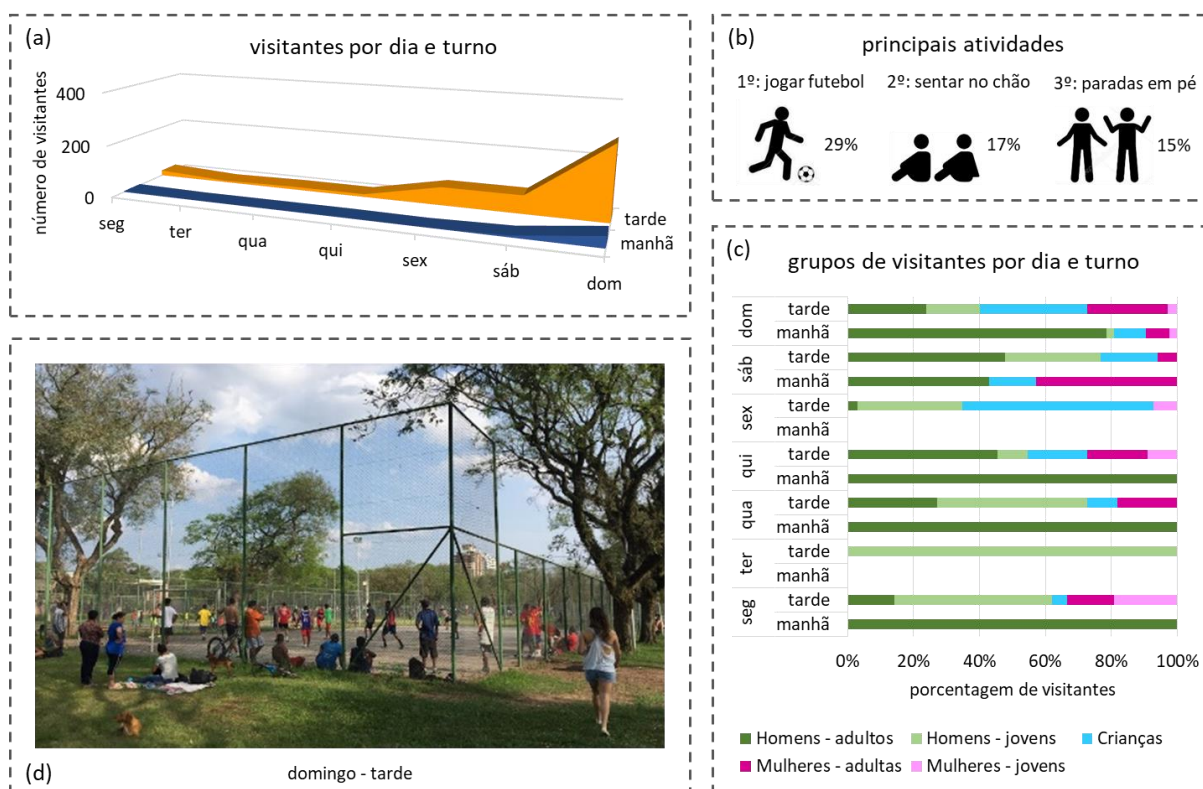 (a)
visitantes por dia e turno
número de visitantes
400
200
0
seg
ter
qua
qui
sex
sáb
dom
tarde
manhã
(b)
principais atividades
1º: jogar futebol
2º: sentar no chão
3º: paradas em pé
29%
17%
15%
(c)
grupos de visitantes por dia e turno
dom
tarde
manhã
sáb
tarde
manhã
sex
tarde
manhã
qui
tarde
manhã
qua
tarde
manhã
ter
tarde
manhã
seg
tarde
manhã
0% 20% 40% 60% 80% 100%
porcentagem de visitantes
Homens - adultos Homens - jovens Crianças
Mulheres - adultas Mulheres - jovens
(d)
domingo - tarde